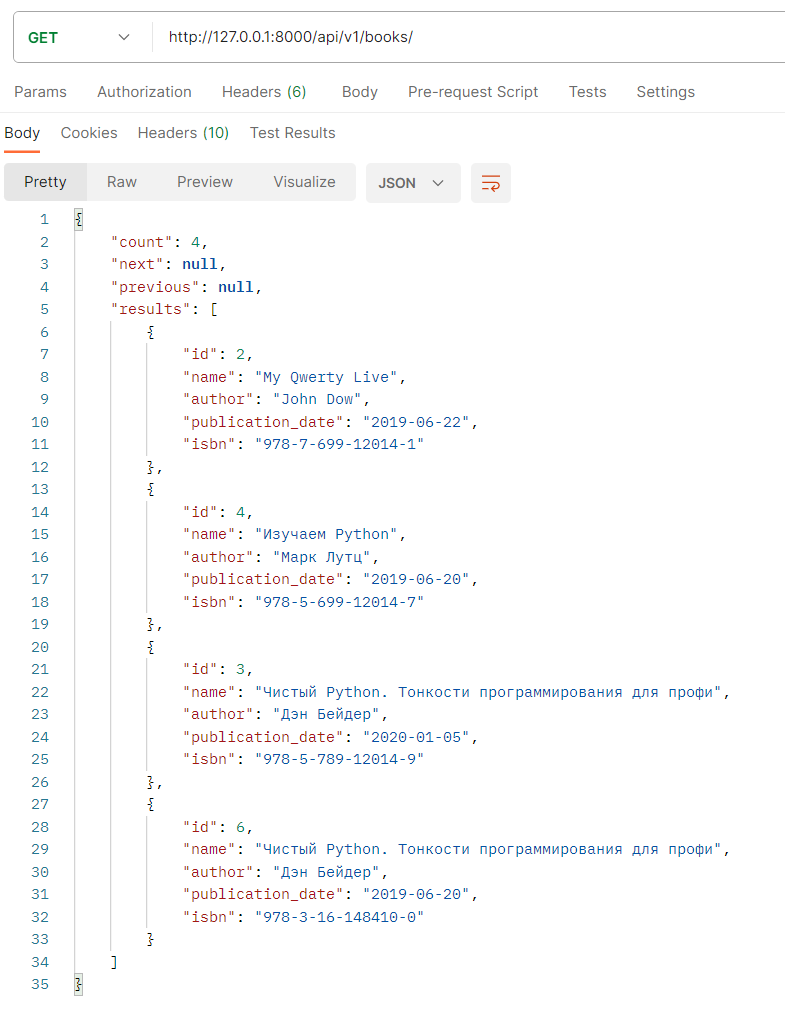 GET http://127.0.0.1:8000/api/v1/books/
Params Authorization Headers (6) Body Pre-request Script Tests Settings
Body Cookies Headers (10) Test Results
Pretty Raw Preview Visualize JSON
1 {
2 "count": 4,
3 "next": null,
4 "previous": null,
5 "results": [
6 {
7 "id": 2,
8 "name": "My Qwerty Live",
9 "author": "John Dow",
10 "publication_date": "2019-06-22",
11 "isbn": "978-7-699-12014-1"
12 },
13 {
14 "id": 4,
15 "name": "Изучаем Python",
16 "author": "Марк Лутц",
17 "publication_date": "2019-06-20",
18 "isbn": "978-5-699-12014-7"
19 },
20 {
21 "id": 3,
22 "name": "Чистый Python. Тонкости программирования для профи",
23 "author": "Дэн Бейдер",
24 "publication_date": "2020-01-05",
25 "isbn": "978-5-789-12014-9"
26 },
27 {
28 "id": 6,
29 "name": "Чистый Python. Тонкости программирования для профи",
30 "author": "Дэн Бейдер",
31 "publication_date": "2019-06-20",
32 "isbn": "978-3-16-148410-0"
33 }
34 ]
35 }